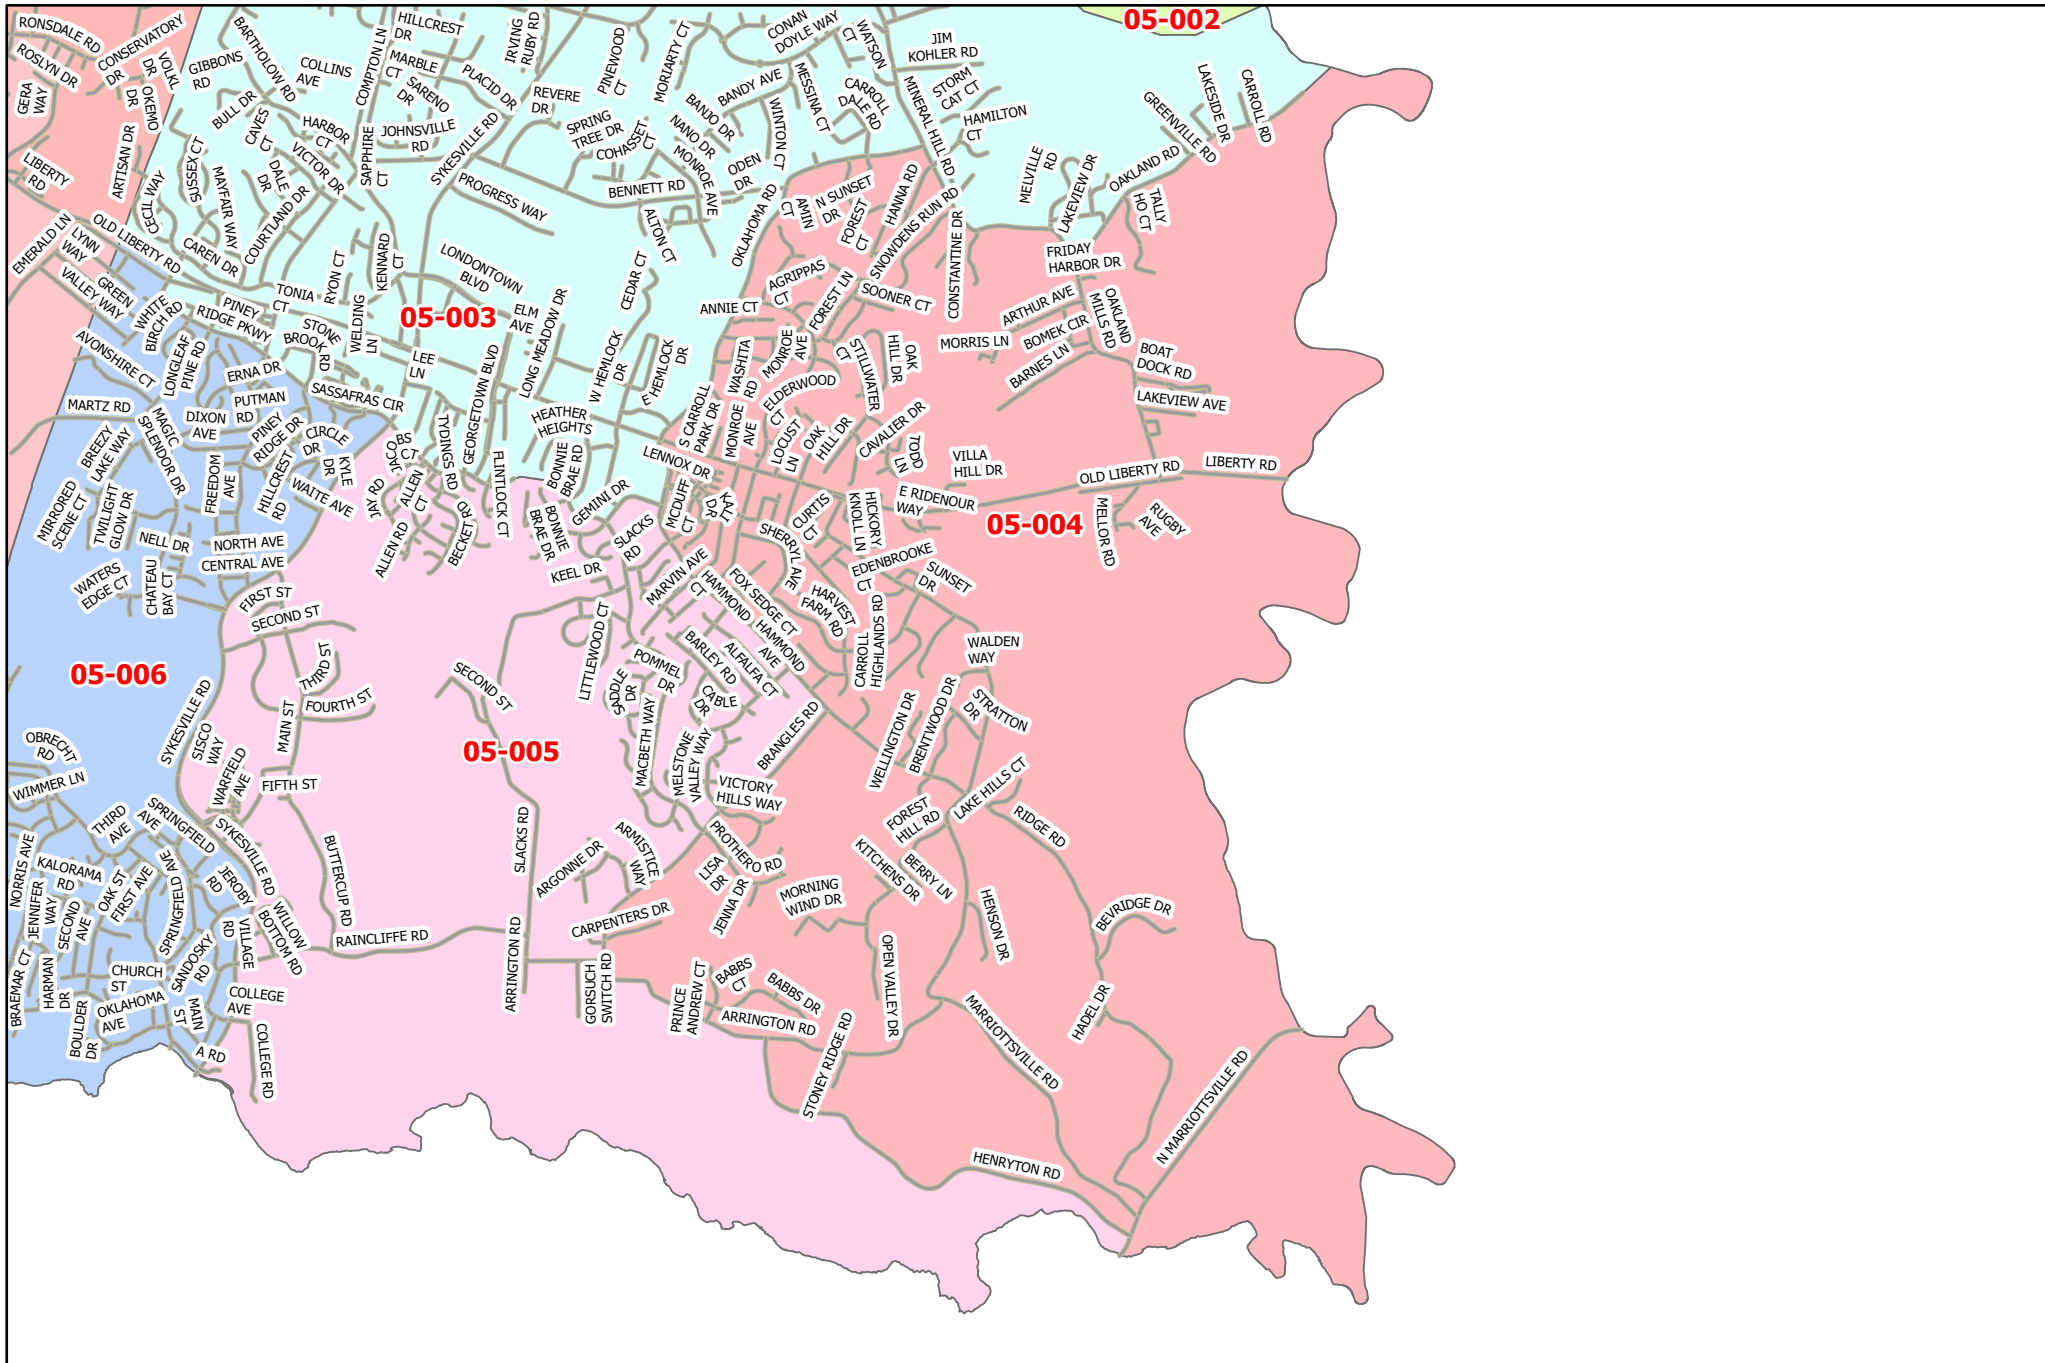 05-002
RONSDALE RD
CONSERVATORY
DR
ROSLYN DR
VOLKL
DR
GERA
WAY
OKEMO
DR
GIBBONS
RD
BARTHOLOW RD
COLLINS
AVE
COMPTON LN
HILLCREST
DR
MARBLE
CT
SARENO
DR
PLACID DR
IRVING
RUBY RD
REVERE
DR
PINEWOOD
CT
MORIARTY CT
CONAN
DOYLE WAY
CT
WATSON
JIM
KOHLER RD
STORM
CAT CT
HAMILTON
CT
MINERAL HILL RD
LAKESIDE DR
CARROLL RD
GREENVILLE RD
BANDY AVE
MESSINA CT
CARROLL
DALE RD
BANJO DR
NANO DR
WINTON CT
BULL DR
CAVES
CT
HARBOR
CT
JOHNSVILLE
RD
SYKESVILLE RD
SPRING
TREE DR
COHASSET
CT
MONROE AVE
ODEN
DR
LIBERTY
RD
ARTISAN DR
SUSSEX CT
CECIL WAY
MAYFAIR WAY
DALE
DR
VICTOR DR
SAPPHIRE
CT
PROGRESS WAY
BENNETT RD
OKLAHOMA RD
N SUNSET
DR
AMIN
CT
FOREST
CT
HANNA RD
SNOWDENS RUN RD
CONSTANTINE DR
MELVILLE
RD
LAKEVIEW DR
OAKLAND RD
TALLY
HO CT
FRIDAY
HARBOR DR
EMERALD LN
LYNN
WAY
OLD LIBERTY RD
CAREN DR
COURTLAND DR
ALTON CT
LONDONTOWN
BLVD
CEDAR CT
RYON CT
KENNARD
CT
TONIA
CT
VALLEY WAY
GREEN
WHITE
BIRCH RD
PINEY
RIDGE PKWY
STONE
BROOK RD
WELDING
LN
05-003
ELM
AVE
LONG MEADOW DR
ANNIE CT
AGRIPPAS
CT
FOREST LN
SOONER CT
ARTHUR AVE
OAKLAND
MILLS RD
BOMEK CIR
MORRIS LN
BARNES LN
BOAT
DOCK RD
LAKEVIEW AVE
AVONSHIRE CT
LONGLEAF
PINE RD
ERNA DR
SASSAFRAS CIR
LEE
LN
GEORGETOWN BLVD
W HEMLOCK
DR
E HEMLOCK
DR
WASHITA
RD
MONROE
AVE
STILLWATER
CT
OAK
HILL DR
ELDERWOOD
CT
S CARROLL
PARK DR
MONROE
AVE
LOCUST
LN
OAK
HILL DR
CAVALIER DR
TODD
LN
VILLA
HILL DR
OLD LIBERTY RD
LIBERTY RD
MARTZ RD
MAGIC
SPLENDOR DR
DIXON
AVE
PUTMAN
RD
PINEY
RIDGE DR
CIRCLE
DR
KYLE
DR
JACOBS
CT
TYDINGS RD
HEATHER
HEIGHTS
BONNIE
BRAE RD
LENNOX DR
BREEZY
LAKE WAY
FREEDOM
AVE
HILLCREST
RD
WAITE AVE
JAY RD
ALLEN
CT
FLINTLOCK CT
BONNIE
BRAE DR
GEMINI DR
MCDUFF
CT
KALI
DR
CURTIS
CT
HICKORY
KNOLL LN
E RIDENOUR
WAY
05-004
MELLOR RD
RUGBY
AVE
MIRRORED
SCENE CT
TWILIGHT
GLOW DR
NELL DR
NORTH AVE
CENTRAL AVE
ALLEN RD
BECKET RD
SLACKS
RD
KEEL DR
SHERRYL AVE
EDENBROOKE
CT
SUNSET
DR
WATERS
EDGE CT
CHATEAU
BAY CT
FIRST ST
SECOND ST
MARVIN AVE
HAMMOND
CT
FOX SEDGE CT
HAMMOND
AVE
HARVEST
FARM RD
CARROLL
HIGHLANDS RD
WALDEN
WAY
LITTLEWOOD CT
THIRD ST
FOURTH ST
MAIN ST
SECOND ST
POMMEL
DR
SADDLE
DR
BARLEY RD
ALFALFA CT
CABLE
DR
05-006
SYKESVILLE RD
SISCO
WAY
WARFIELD
AVE
FIFTH ST
05-005
MACBETH WAY
MELSTONE
VALLEY WAY
BRANGLES RD
WELLINGTON DR
BRENTWOOD DR
STRATTON
DR
OBRECHT
RD
WIMMER LN
VICTORY
HILLS WAY
LAKE HILLS CT
FOREST
HILL RD
RIDGE RD
THIRD
AVE
SPRINGFIELD
AVE
SYKESVILLE RD
BUTTERCUP RD
SLACKS RD
ARGONNE DR
ARMISTICE
WAY
PROTHERO RD
LISA
DR
JENNA DR
KITCHENS DR
BERRY LN
MORNING
WIND DR
NORRIS AVE
KALORAMA
RD
OAK ST
FIRST AVE
SPRINGFIELD AVE
JEROBY
RD
JENNIFER
WAY
SECOND
AVE
VILLAGE
RD
WILLOW
BOTTOM RD
RAINCLIFFE RD
CARPENTERS DR
HENSON DR
BEVRIDGE DR
BRAEMAR CT
HARMAN
DR
CHURCH
ST
SANDOSKY
RD
ARRINGTON RD
GORSUCH
SWITCH RD
PRINCE
ANDREW CT
BABBS
CT
BABBS DR
OPEN VALLEY DR
BOULDER
DR
OKLAHOMA
AVE
MAIN
ST
COLLEGE
AVE
ARRINGTON RD
HADEL DR
A RD
COLLEGE RD
STONEY RIDGE RD
MARRIOTTSVILLE RD
N MARRIOTTSVILLE RD
HENRYTON RD